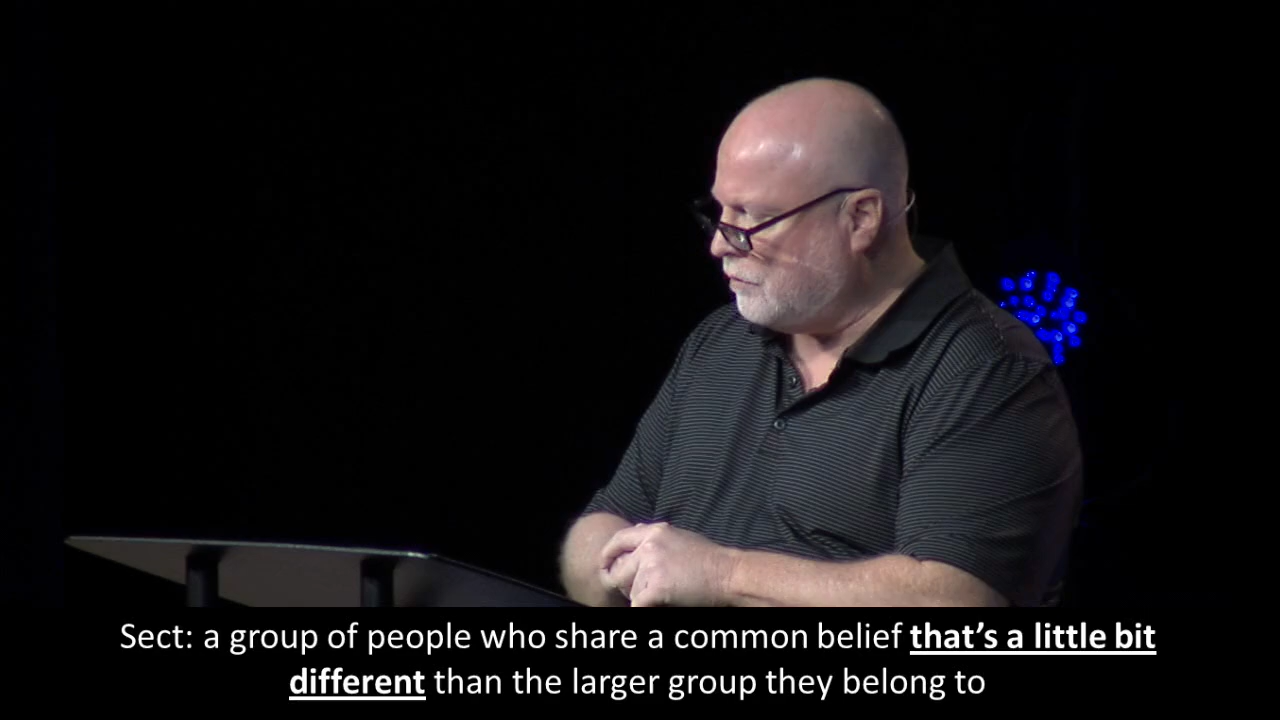 Sect: a group of people who share a common belief that’s a little bit
different than the larger group they belong to